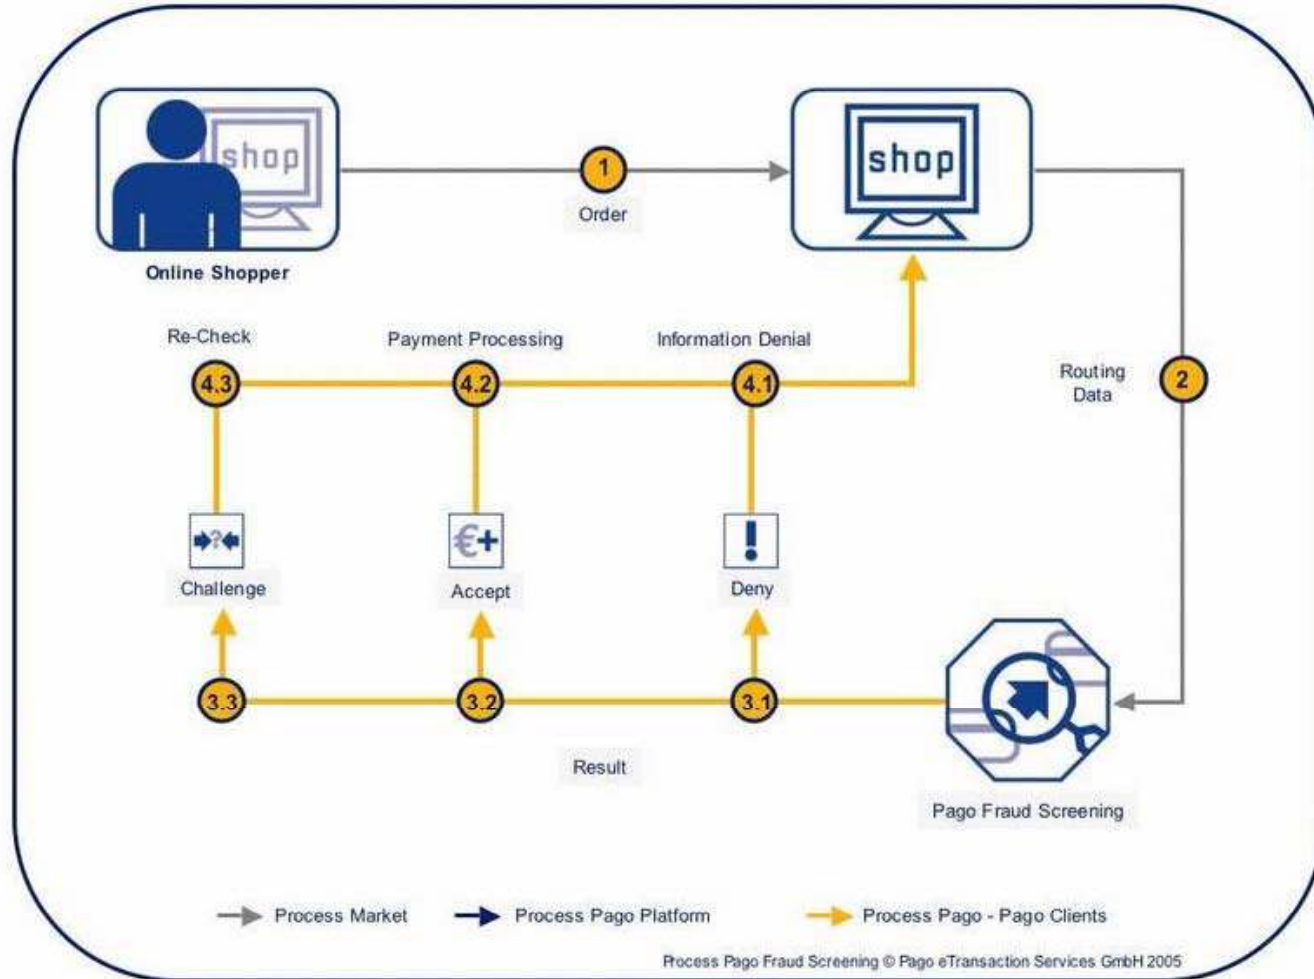 shop
shop
1
Order
Online Shopper
Re-Check
Payment Processing
Information Denial
4.3
4.2
4.1
Routing
Data
2
?
€+
!
Challenge
Accept
Deny
3.3
3.2
3.1
Result
Pago Fraud Screening
Process Market
Process Pago Platform
Process Pago - Pago Clients
Process Pago Fraud Screening © Pago eTransaction Services GmbH 2005